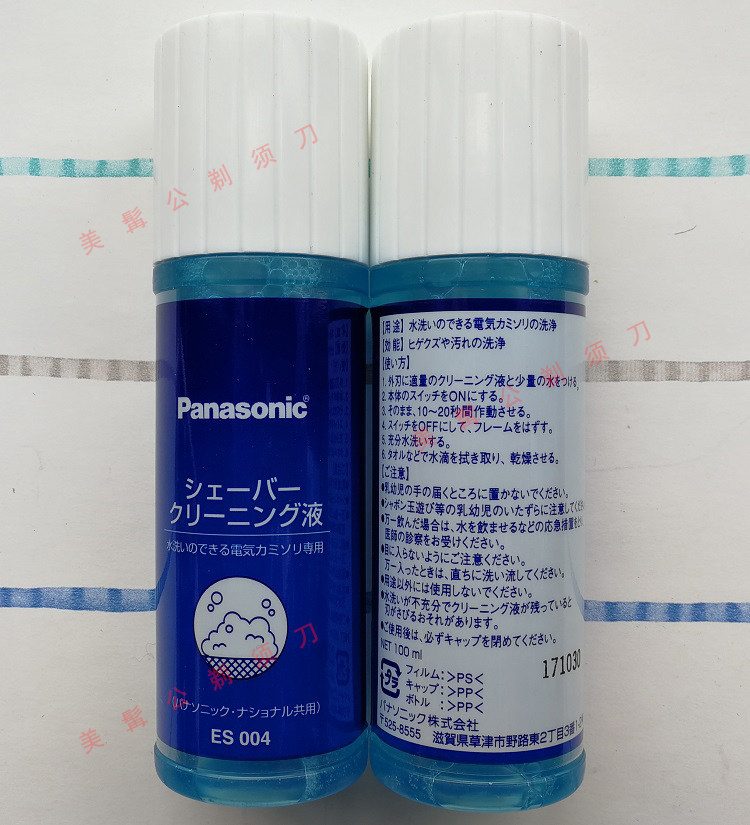 Panasonic®
シェーバー
クリーニング液
水洗いのできる電気カミソリ専用
(パナソニック・ナショナル共用)
ES 004
【用途】水洗いのできる電気カミソリの洗浄
【効能】ヒゲクズや汚れの洗浄
【使い方】
1. 外刃に適量のクリーニング液と少量の水をつける。
2. 本体のスイッチをONにする。
3. そのまま、10～20秒間作動させる。
4. スイッチをOFFにして、フレームをはずす。
5. 充分水洗いする。
6. タオルなどで水滴を拭き取り、乾燥させる。
【ご注意】
●乳幼児の手の届くところに置かないでください。
●シャボン玉遊び等の乳幼児のいたずらに注意してくださ
●万一飲んだ場合は、水を飲ませるなどの応急措置を
医師の診察をお受けください。
●目に入らないようにご注意ください。
万一入ったときは、直ちに洗い流してください。
●用途以外には使用しないでください。
●水洗いが不充分でクリーニング液が残っていると
刃がさびるおそれがあります。
●ご使用後は、必ずキャップを閉めてください。
NET 100 ml
プラ
フィルム：>PS<
キャップ：>PP<
ボトル：>PP<
171030
パナソニック株式会社
〒525-8555 滋賀県草津市野路東2丁目3番1
美髯公剃须刀
美髯公剃须刀
美髯公剃须刀